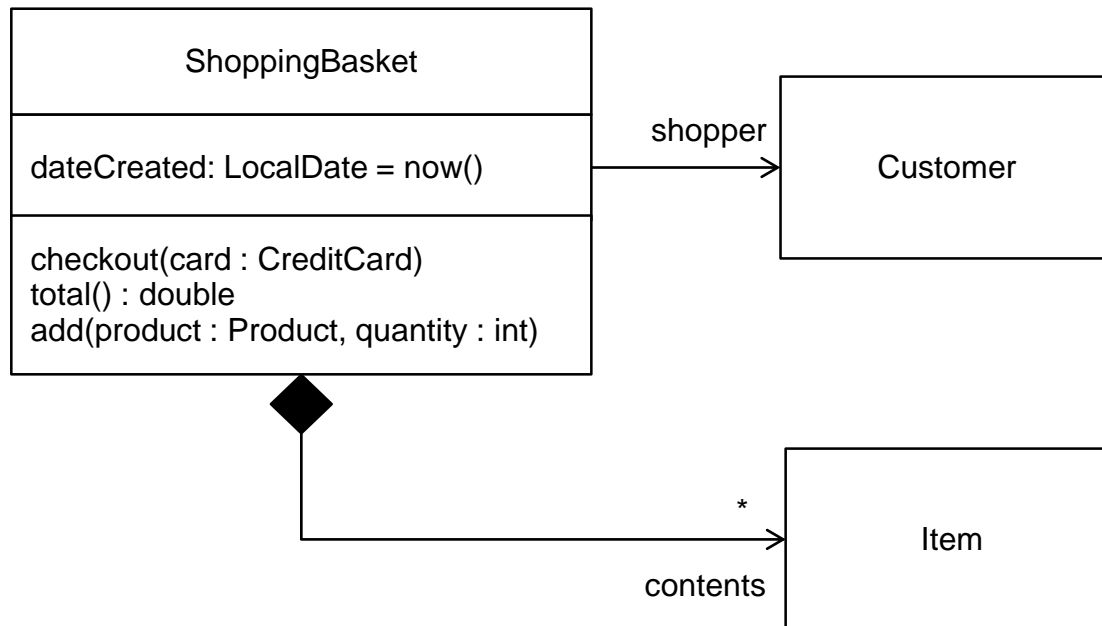 ShoppingBasket
dateCreated: LocalDate = now()
checkout(card : CreditCard)
total() : double
add(product : Product, quantity : int)
shopper
Customer
*
contents
Item